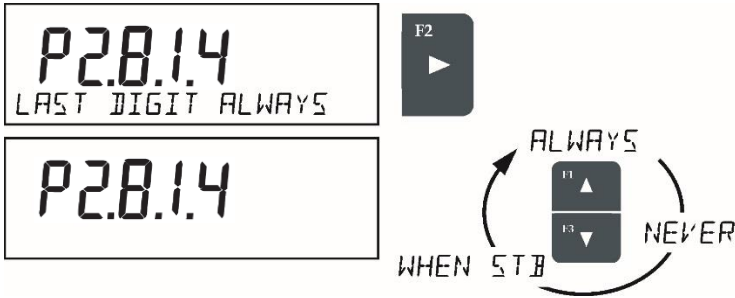 P2.8.1.4
LAST DIGIT ALWAYS
F2
P2.8.1.4
ALWAYS
F1
F3
NEVER
WHEN STB